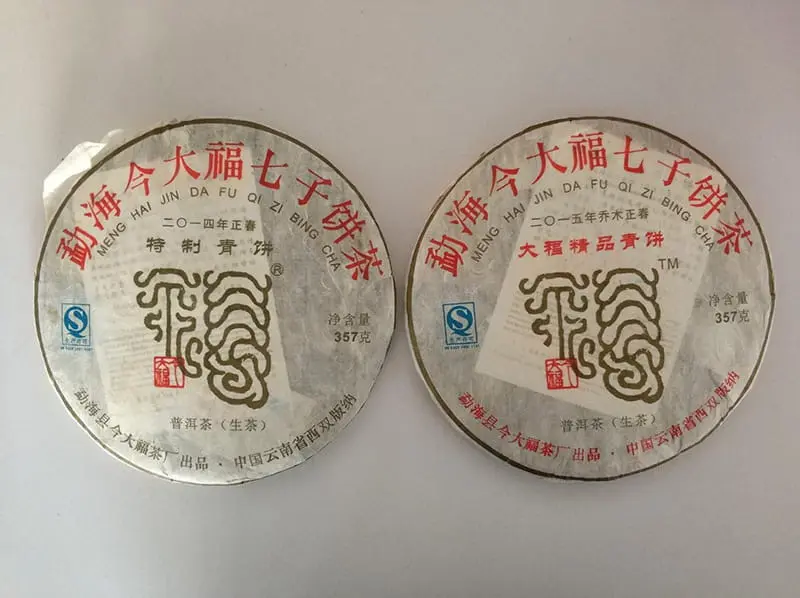 勐海今大福七子饼茶
MENG HAI JIN DA FU QI ZI BING CHA
二〇一四年正春
特制青饼
®
净含量
357克
普洱茶（生茶）
勐海县今大福茶厂出品·中国云南省西双版纳
勐海今大福七子饼茶
MENG HAI JIN DA FU QI ZI BING CHA
二〇一五年乔木正春
大福精品青饼
TM
净含量
357克
普洱茶（生茶）
勐海县今大福茶厂出品·中国云南省西双版纳